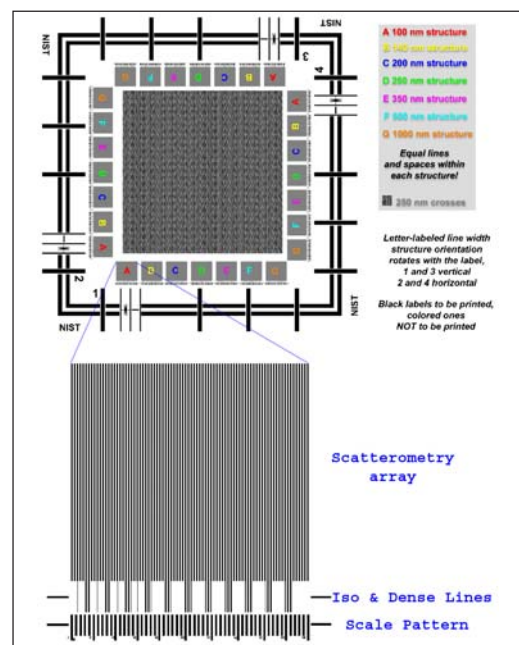 NIST
NIST
3
4
G F E D C B A
G
F
E
D
C
B
A
A
B
C
D
E
F
G
2
1
A B C D E F G
NIST
NIST
A 100 nm structure
B 140 nm structure
C 200 nm structure
D 250 nm structure
E 350 nm structure
F 500 nm structure
G 1000 nm structure
Equal lines
and spaces within
each structure!
250 nm crosses
Letter-labeled line width
structure orientation
rotates with the label,
1 and 3 vertical
2 and 4 horizontal
Black labels to be printed,
colored ones
NOT to be printed
Scatterometry
array
Iso & Dense Lines
Scale Pattern